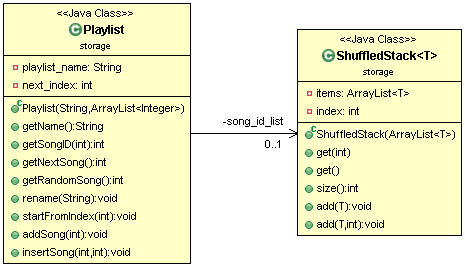 <<Java Class>>
C Playlist
storage
playlist_name: String
next_index: int
Playlist(String,ArrayList<Integer>)
getName():String
getSongID(int):int
getNextSong():int
getRandomSong():int
rename(String):void
startFromIndex(int):void
addSong(int):void
insertSong(int,int):void
-song_id_list
0..1
<<Java Class>>
C ShuffledStack<T>
storage
items: ArrayList<T>
index: int
ShuffledStack(ArrayList<T>)
get(int)
get()
size():int
add(T):void
add(T,int):void